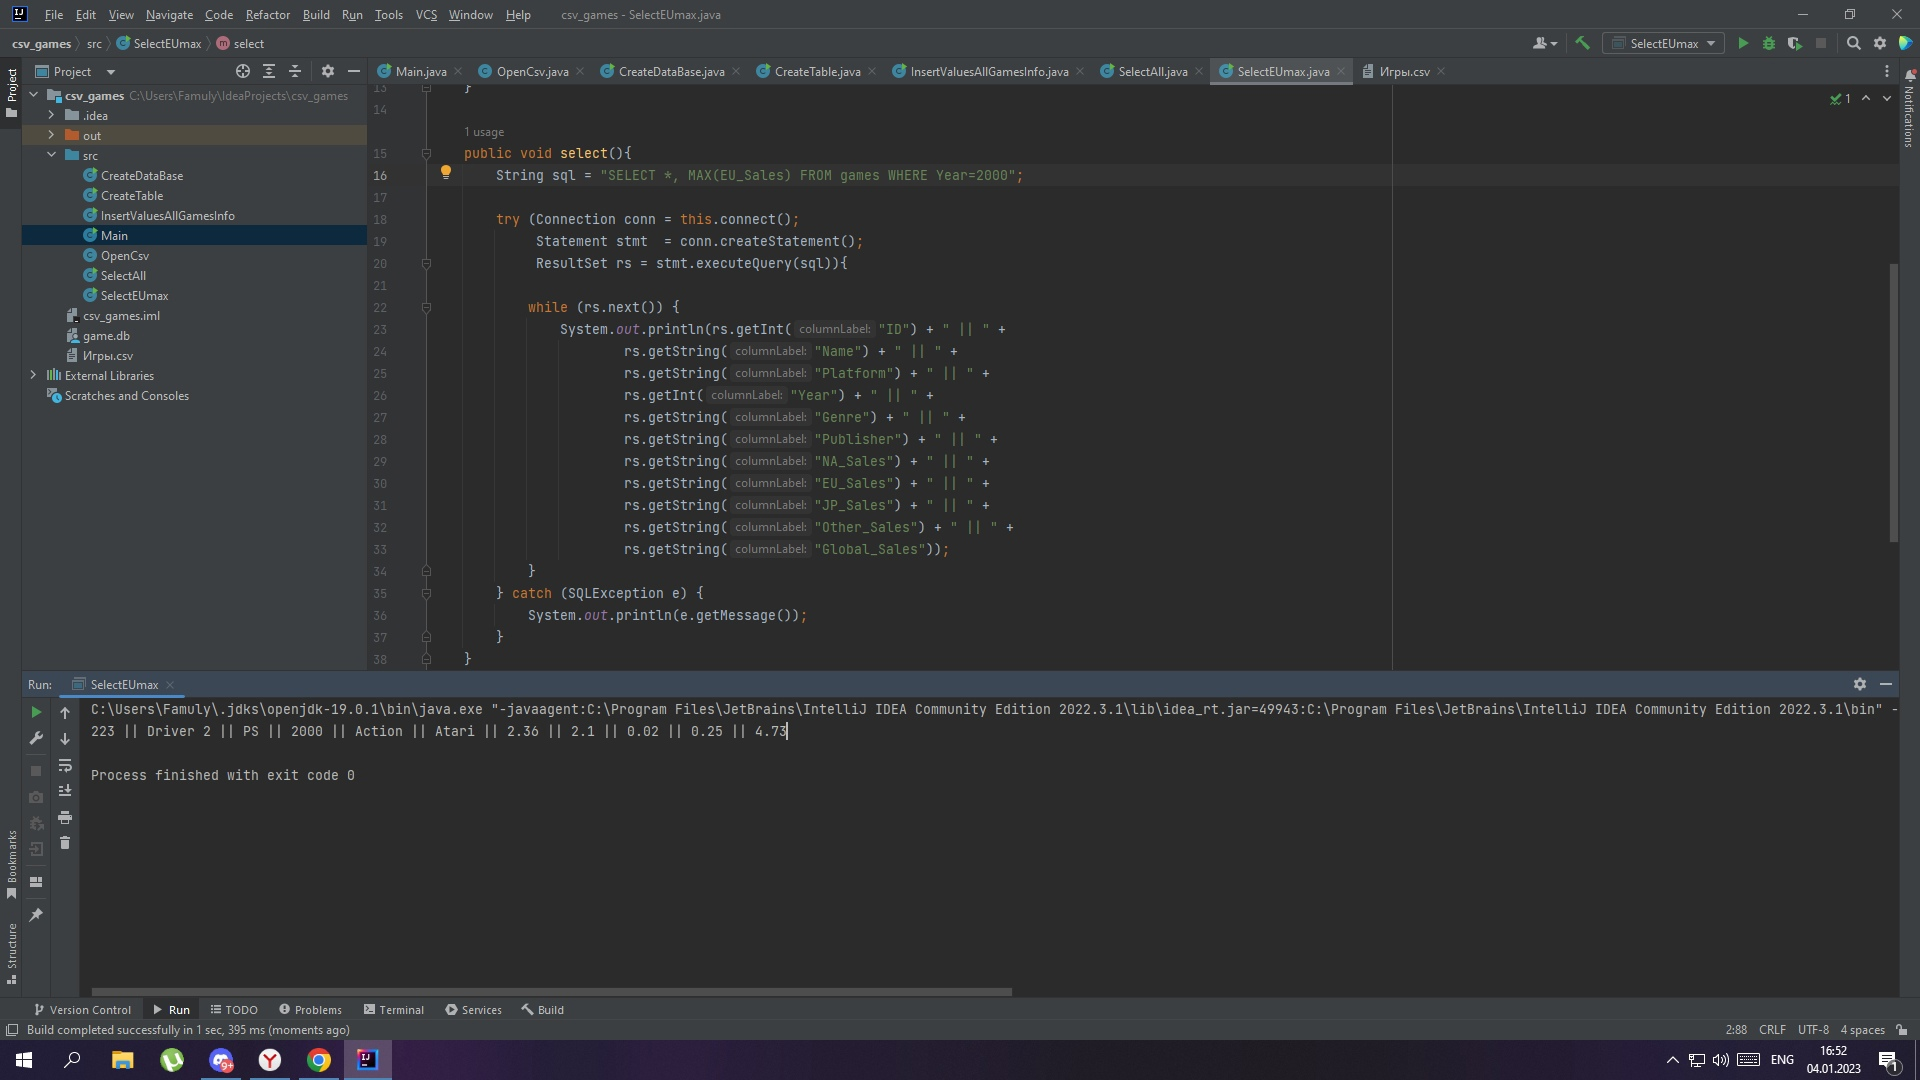 File Edit View Navigate Code Refactor Build Run Tools VCS Window Help csv_games - SelectEUmax.java
csv_games src SelectEUmax m select SelectEUmax
Project
Main.java OpenCsv.java CreateDataBase.java CreateTable.java InsertValuesAllGamesInfo.java SelectAll.java SelectEUmax.java Игры.csv
Project
csv_games C:\Users\Famuly\IdeaProjects\csv_games
.idea
out
src
CreateDataBase
CreateTable
InsertValuesAllGamesInfo
Main
OpenCsv
SelectAll
SelectEUmax
csv_games.iml
game.db
Игры.csv
External Libraries
Scratches and Consoles
Notifications
1
13 }
14
1 usage
15 public void select(){
16 String sql = "SELECT *, MAX(EU_Sales) FROM games WHERE Year=2000";
17
18 try (Connection conn = this.connect();
19 Statement stmt  = conn.createStatement();
20 ResultSet rs = stmt.executeQuery(sql)){
21
22 while (rs.next()) {
23 System.out.println(rs.getInt( columnLabel: "ID") + " || " +
24 rs.getString( columnLabel: "Name") + " || " +
25 rs.getString( columnLabel: "Platform") + " || " +
26 rs.getInt( columnLabel: "Year") + " || " +
27 rs.getString( columnLabel: "Genre") + " || " +
28 rs.getString( columnLabel: "Publisher") + " || " +
29 rs.getString( columnLabel: "NA_Sales") + " || " +
30 rs.getString( columnLabel: "EU_Sales") + " || " +
31 rs.getString( columnLabel: "JP_Sales") + " || " +
32 rs.getString( columnLabel: "Other_Sales") + " || " +
33 rs.getString( columnLabel: "Global_Sales"));
34 }
35 } catch (SQLException e) {
36 System.out.println(e.getMessage());
37 }
38 }
Run: SelectEUmax
C:\Users\Famuly\.jdks\openjdk-19.0.1\bin\java.exe "-javaagent:C:\Program Files\JetBrains\IntelliJ IDEA Community Edition 2022.3.1\lib\idea_rt.jar=49943:C:\Program Files\JetBrains\IntelliJ IDEA Community Edition 2022.3.1\bin" -
223 || Driver 2 || PS || 2000 || Action || Atari || 2.36 || 2.1 || 0.02 || 0.25 || 4.73
Process finished with exit code 0
Bookmarks
Structure
Version Control Run TODO Problems Terminal Services Build
Build completed successfully in 1 sec, 395 ms (moments ago) 2:88 CRLF UTF-8 4 spaces
9+ IJ ENG 16:52
04.01.2023 1